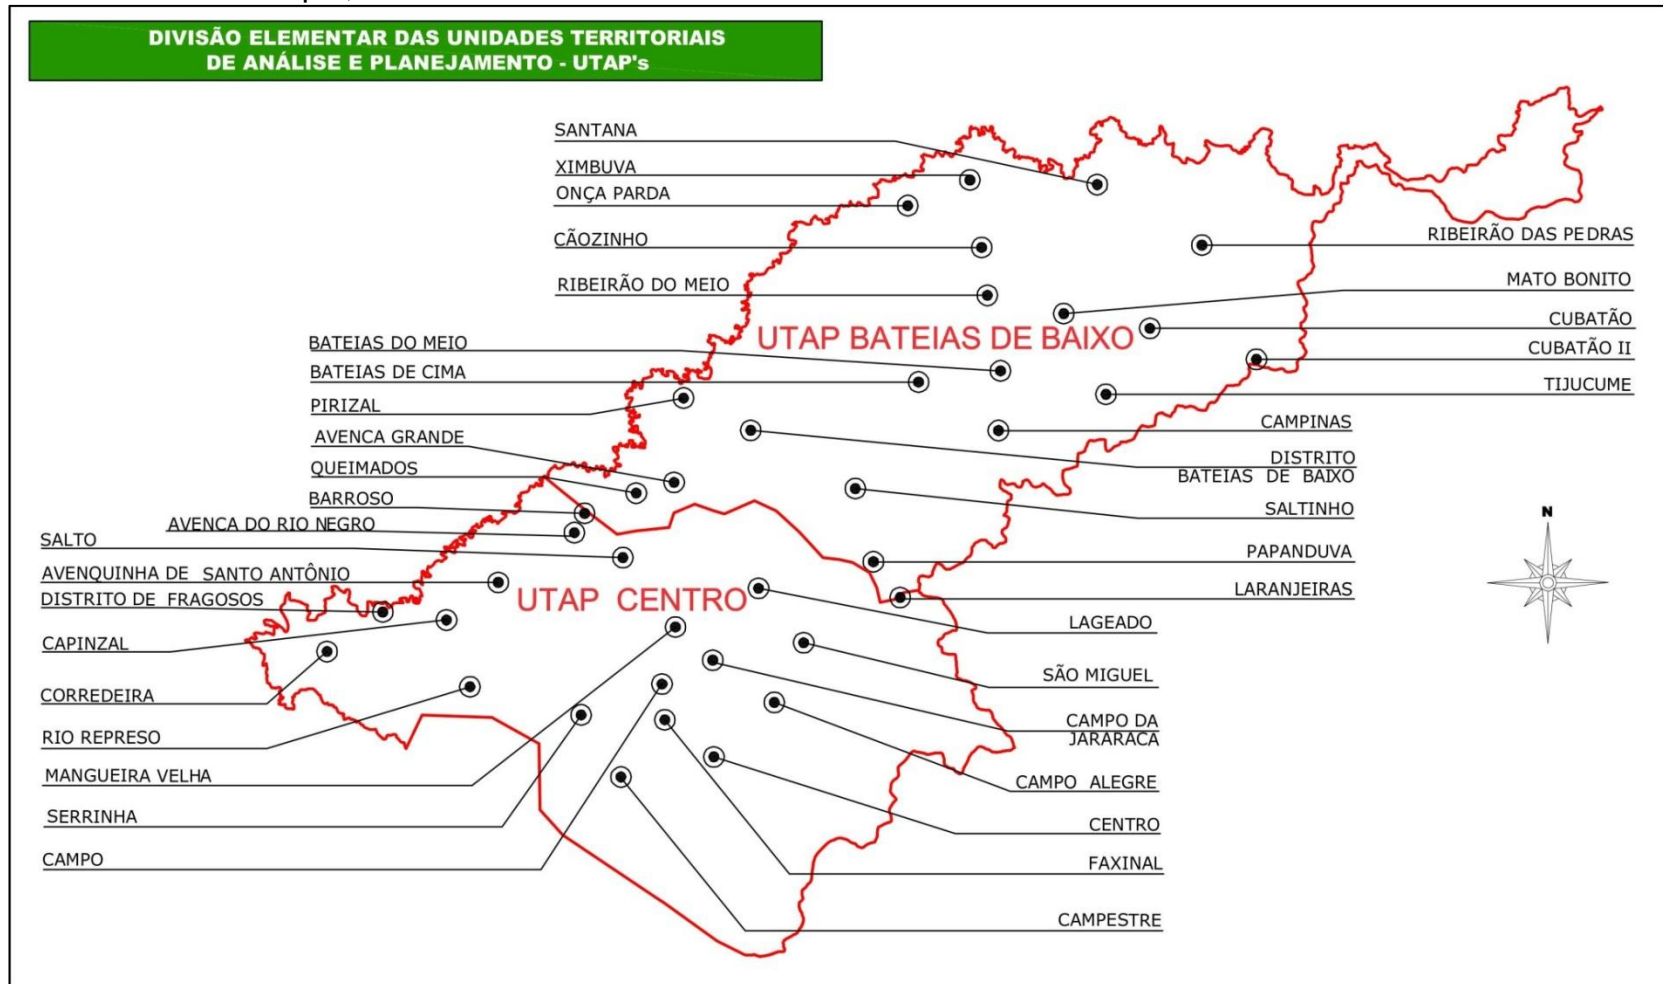 DIVISÃO ELEMENTAR DAS UNIDADES TERRITORIAIS
DE ANÁLISE E PLANEJAMENTO - UTAP's
SANTANA
XIMBUVA
ONÇA PARDA
CÃOZINHO
RIBEIRÃO DO MEIO
RIBEIRÃO DAS PEDRAS
MATO BONITO
CUBATÃO
CUBATÃO II
TIJUCUME
UTAP BATEIAS DE BAIXO
BATEIAS DO MEIO
BATEIAS DE CIMA
PIRIZAL
AVENCA GRANDE
QUEIMADOS
BARROSO
AVENCA DO RIO NEGRO
SALTO
AVENQUINHA DE SANTO ANTÔNIO
DISTRITO DE FRAGOSOS
CAPINZAL
CORREDEIRA
RIO REPRESO
MANGUEIRA VELHA
SERRINHA
CAMPO
CAMPINAS
DISTRITO
BATEIAS DE BAIXO
SALTINHO
PAPANDUVA
LARANJEIRAS
UTAP CENTRO
LAGEADO
SÃO MIGUEL
CAMPO DA
JARARACA
CAMPO ALEGRE
CENTRO
FAXINAL
CAMPESTRE
N